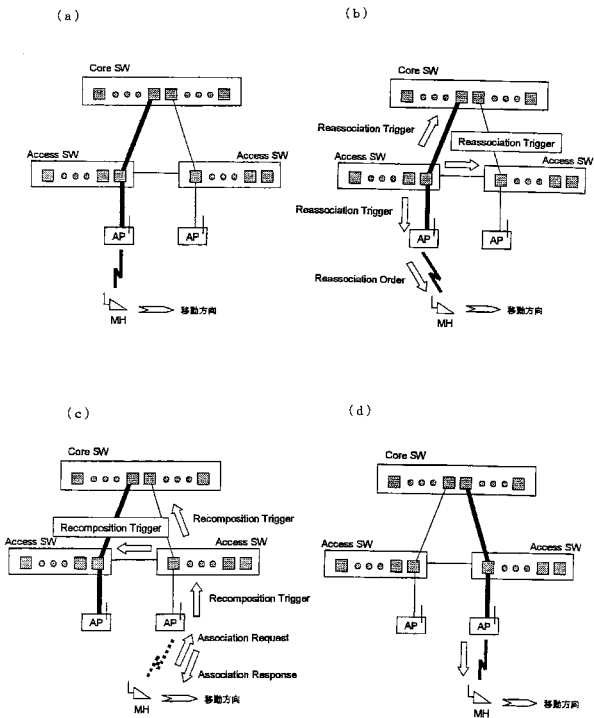 (a)
Core SW
Access SW
Access SW
AP
AP
MH
移動方向
(b)
Core SW
Reassociation Trigger
Reassociation Trigger
Access SW
Access SW
Reassociation Trigger
AP
AP
Reassociation Order
MH
移動方向
(c)
Core SW
Recomposition Trigger
Recomposition Trigger
Access SW
Access SW
Recomposition Trigger
AP
AP
Association Request
Association Response
MH
移動方向
(d)
Core SW
Access SW
Access SW
AP
AP
MH
移動方向